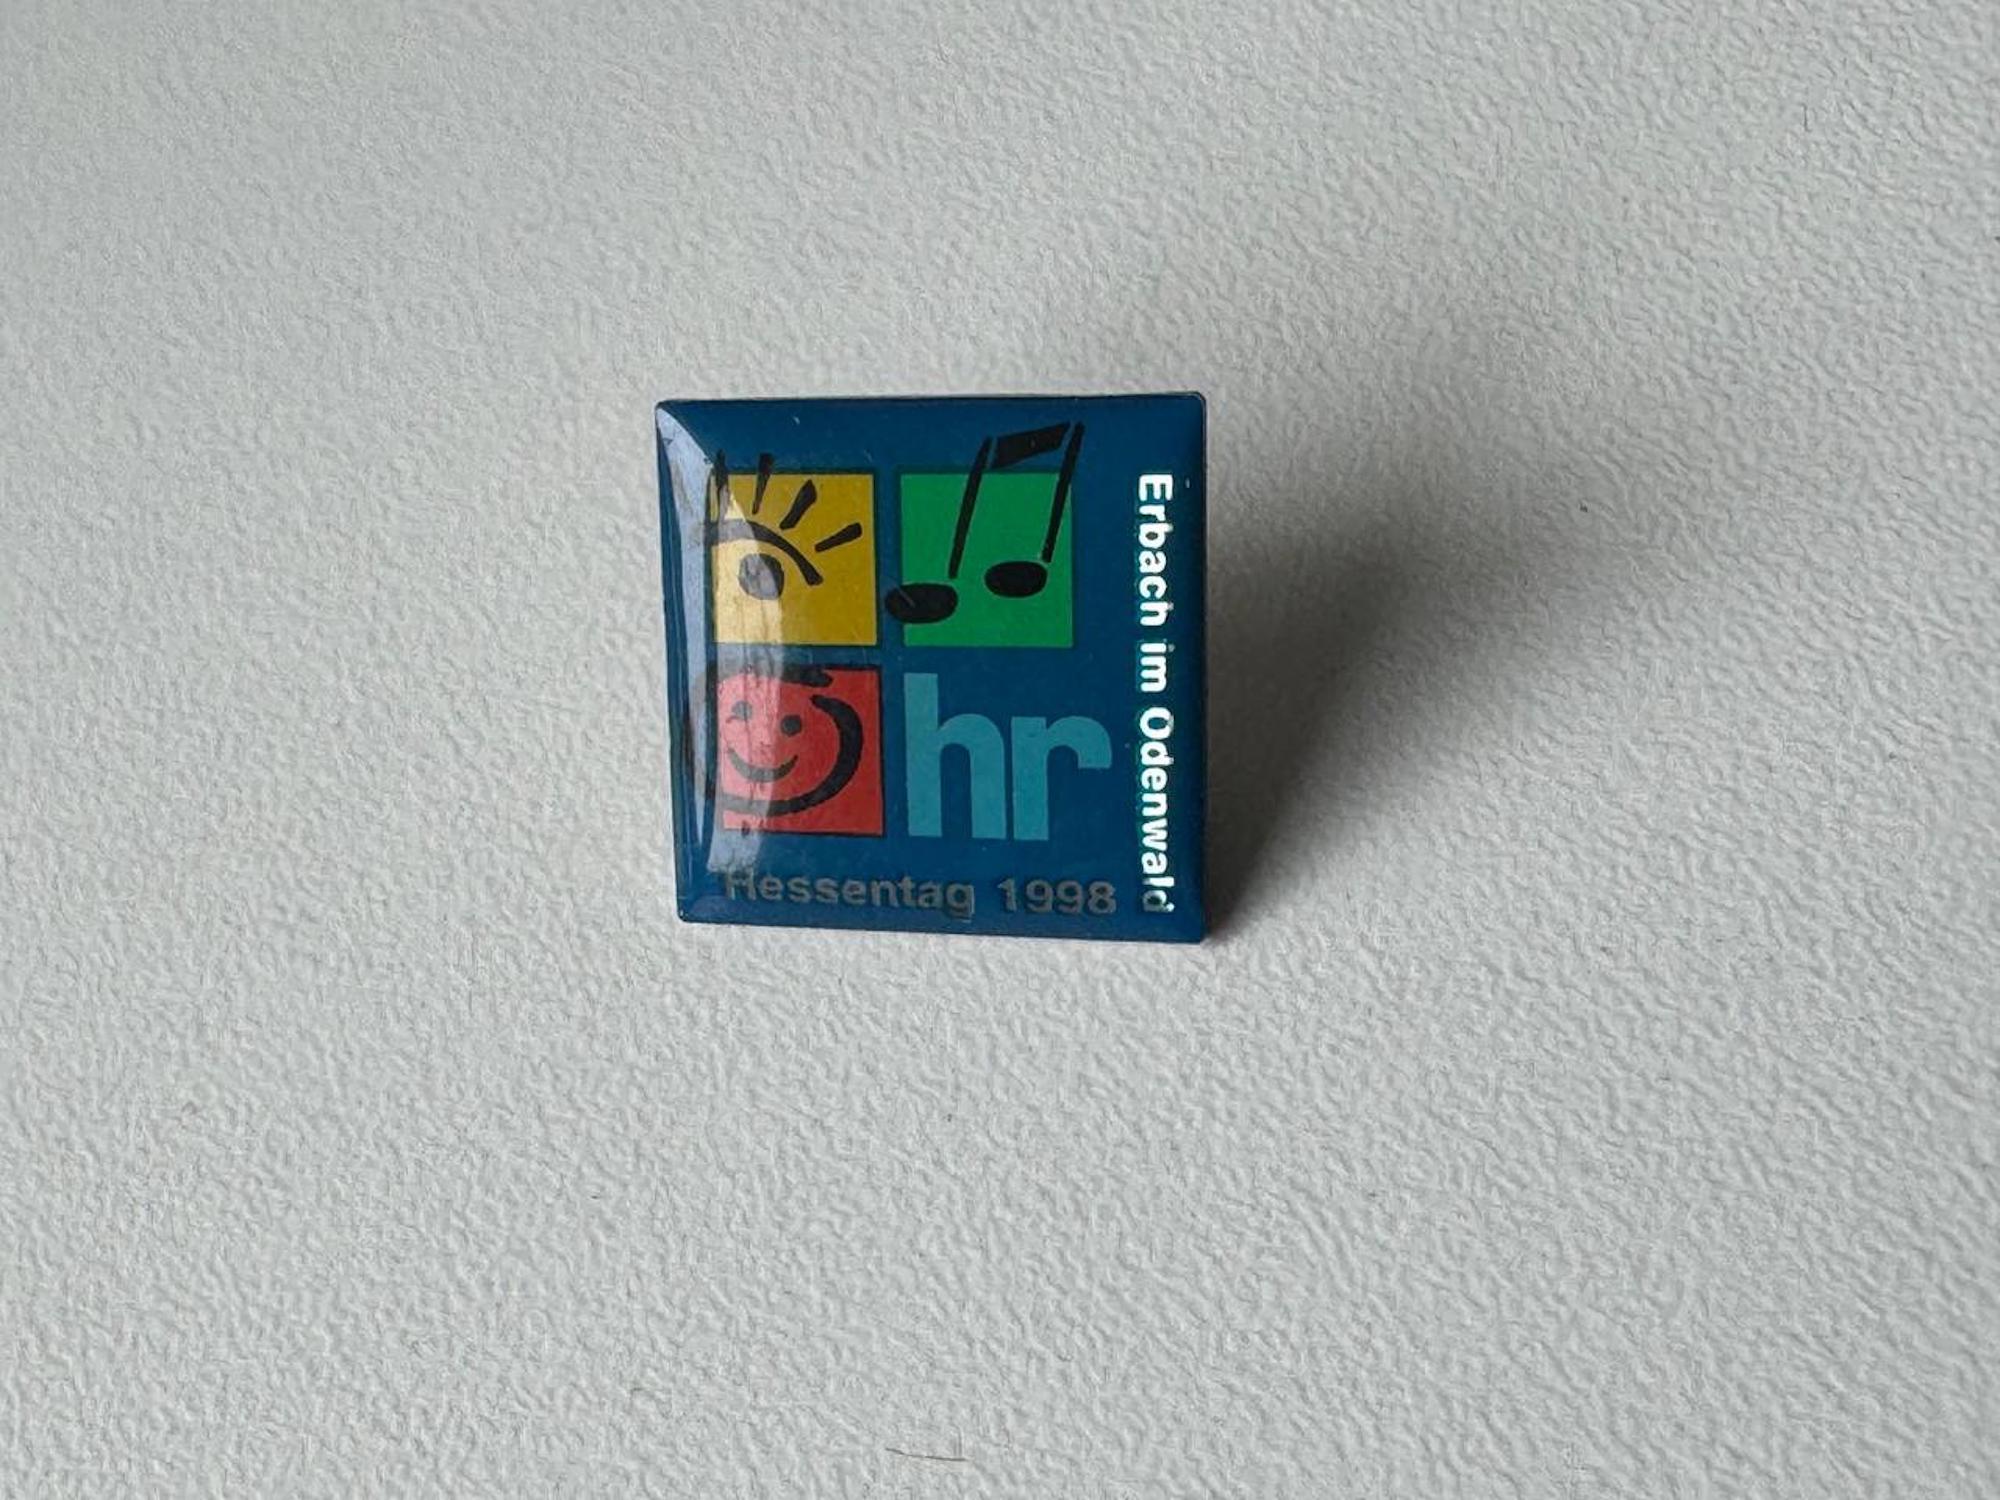 hr
Hessentag 1998
Erbach im Odenwald